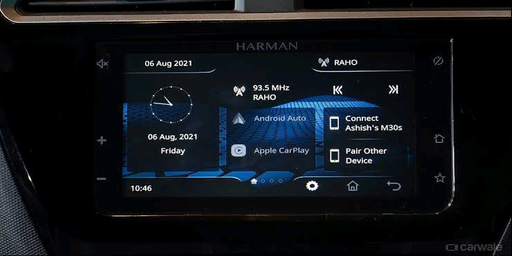 HARMAN
06 Aug 2021
RAHO
93.5 MHz
RAHO
Android Auto
Connect
Ashish's M30s
06 Aug, 2021
Friday
Apple CarPlay
Pair Other
Device
10:46
carwale